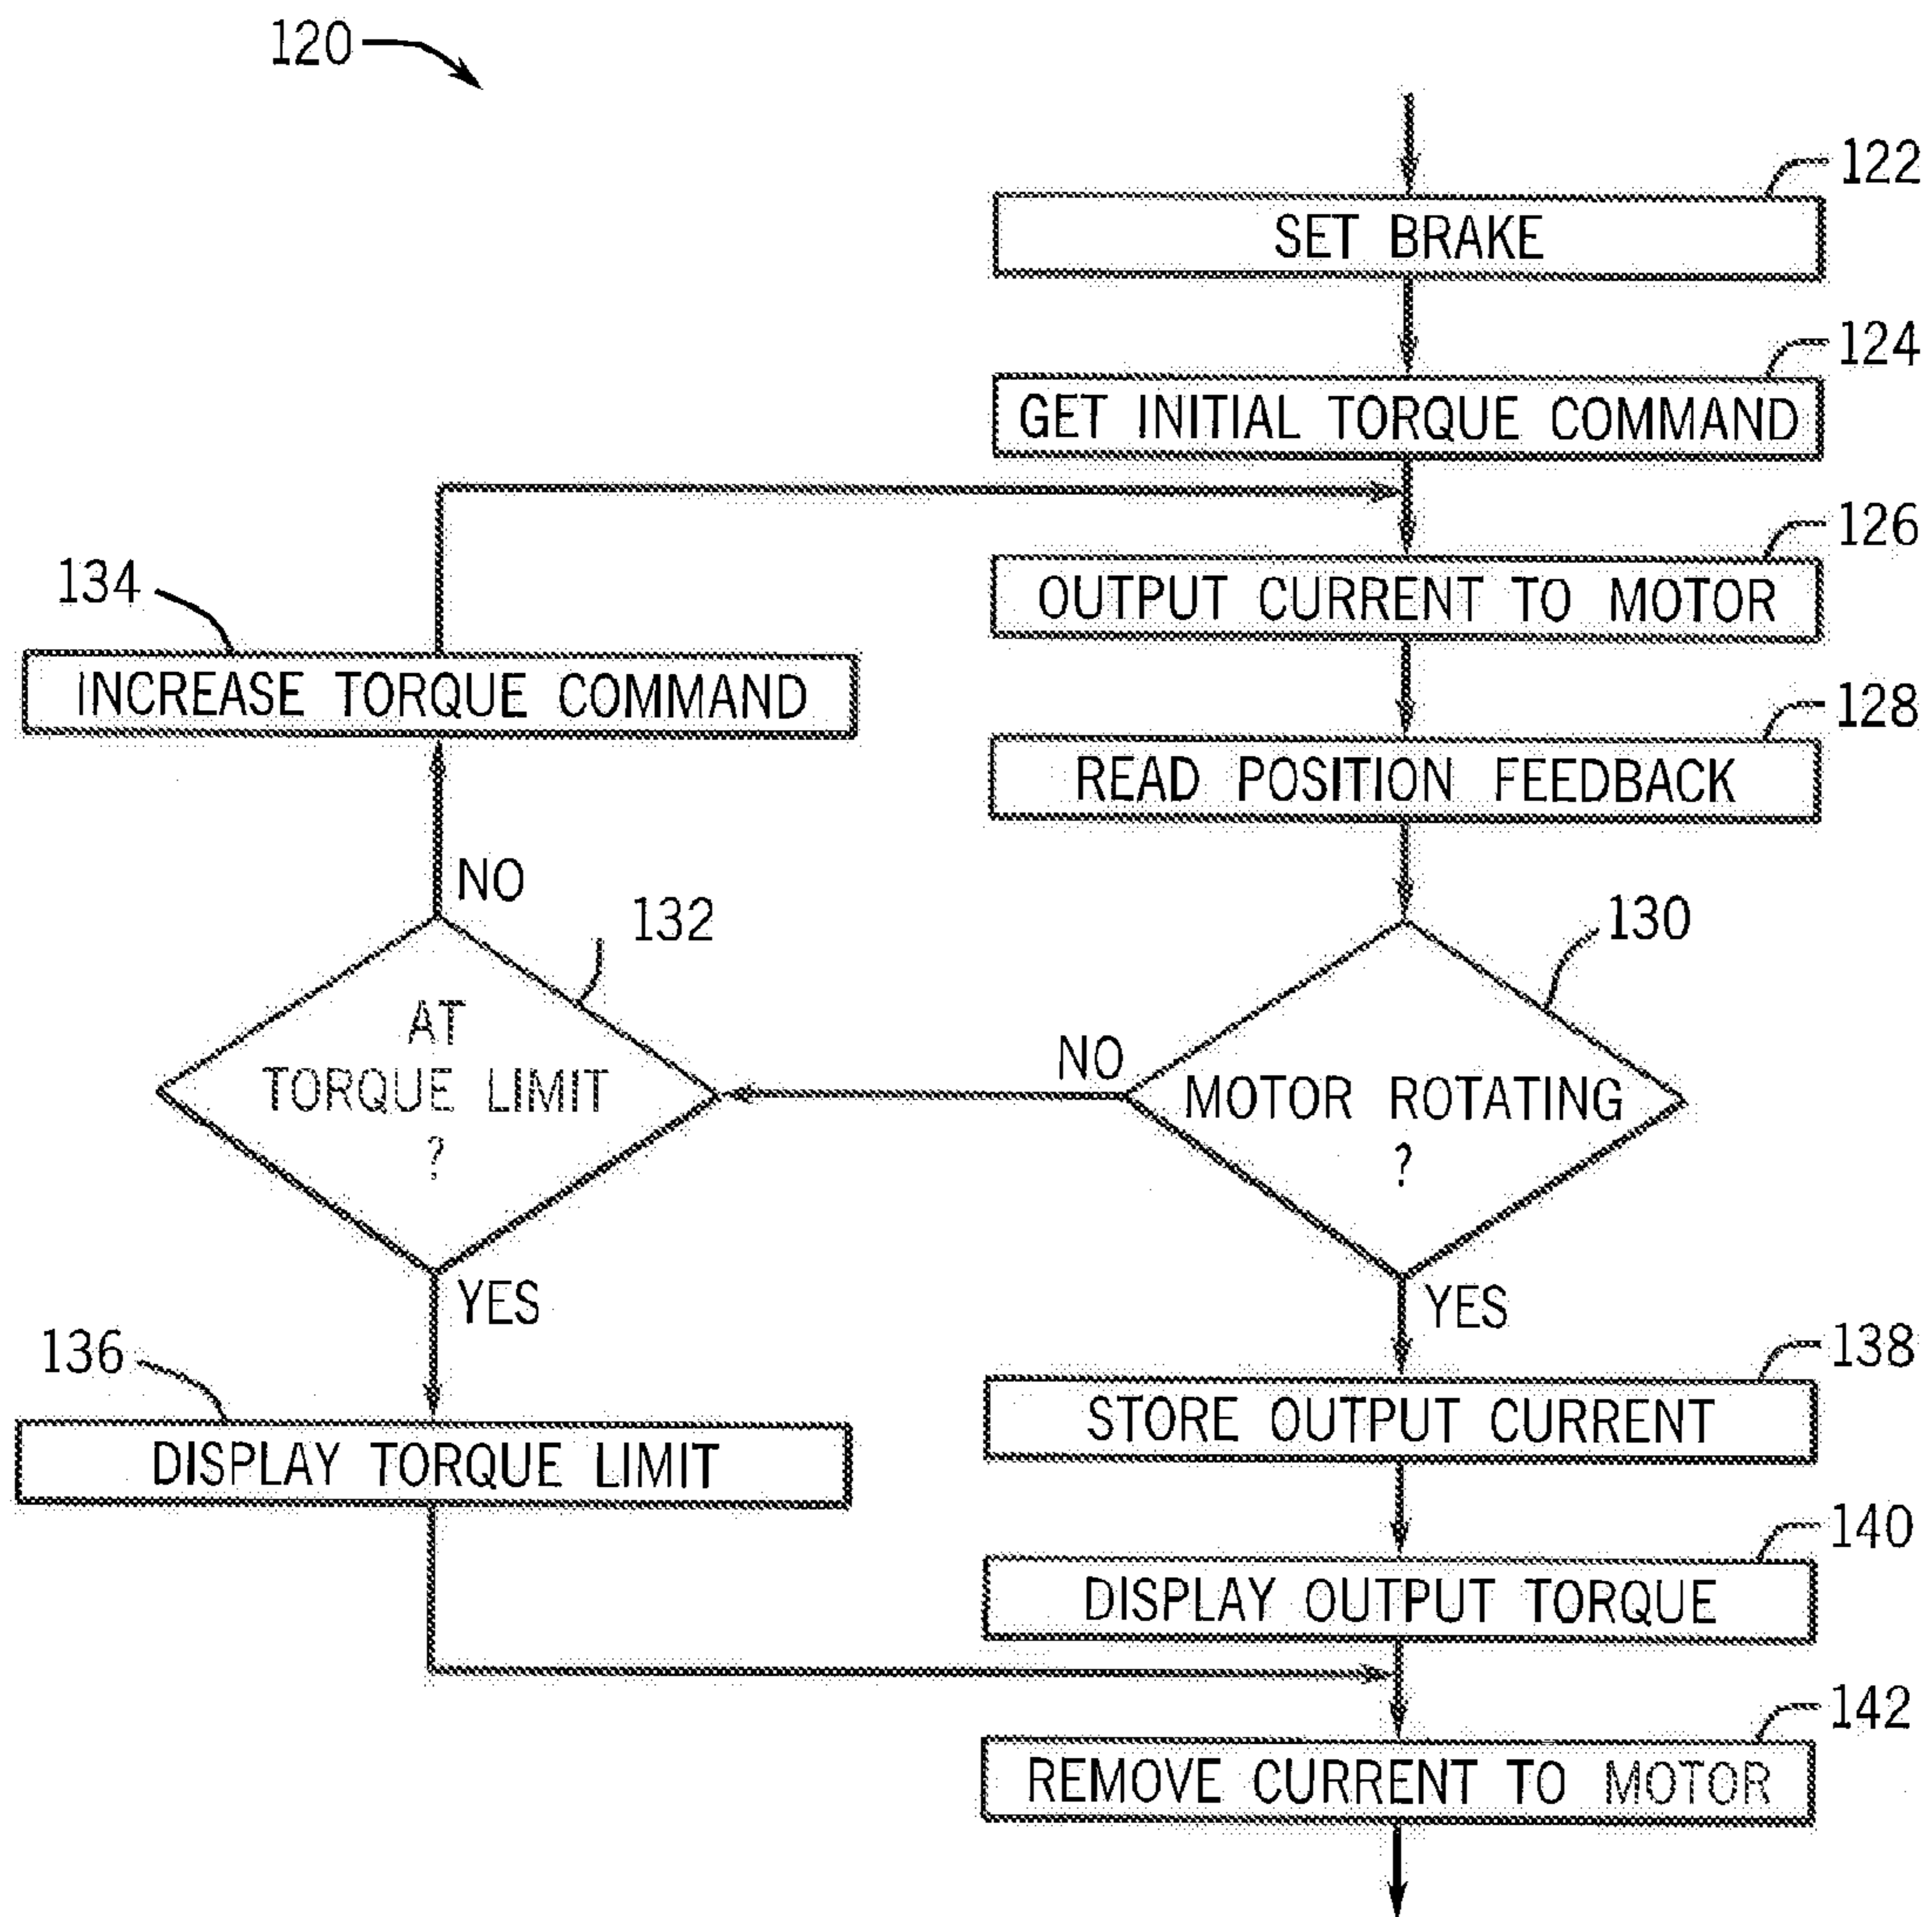 120
122
SET BRAKE
124
GET INITIAL TORQUE COMMAND
126
OUTPUT CURRENT TO MOTOR
134
INCREASE TORQUE COMMAND
128
READ POSITION FEEDBACK
NO
132
130
AT
TORQUE LIMIT
?
NO
MOTOR ROTATING
?
YES
YES
136
138
DISPLAY TORQUE LIMIT
STORE OUTPUT CURRENT
140
DISPLAY OUTPUT TORQUE
142
REMOVE CURRENT TO MOTOR